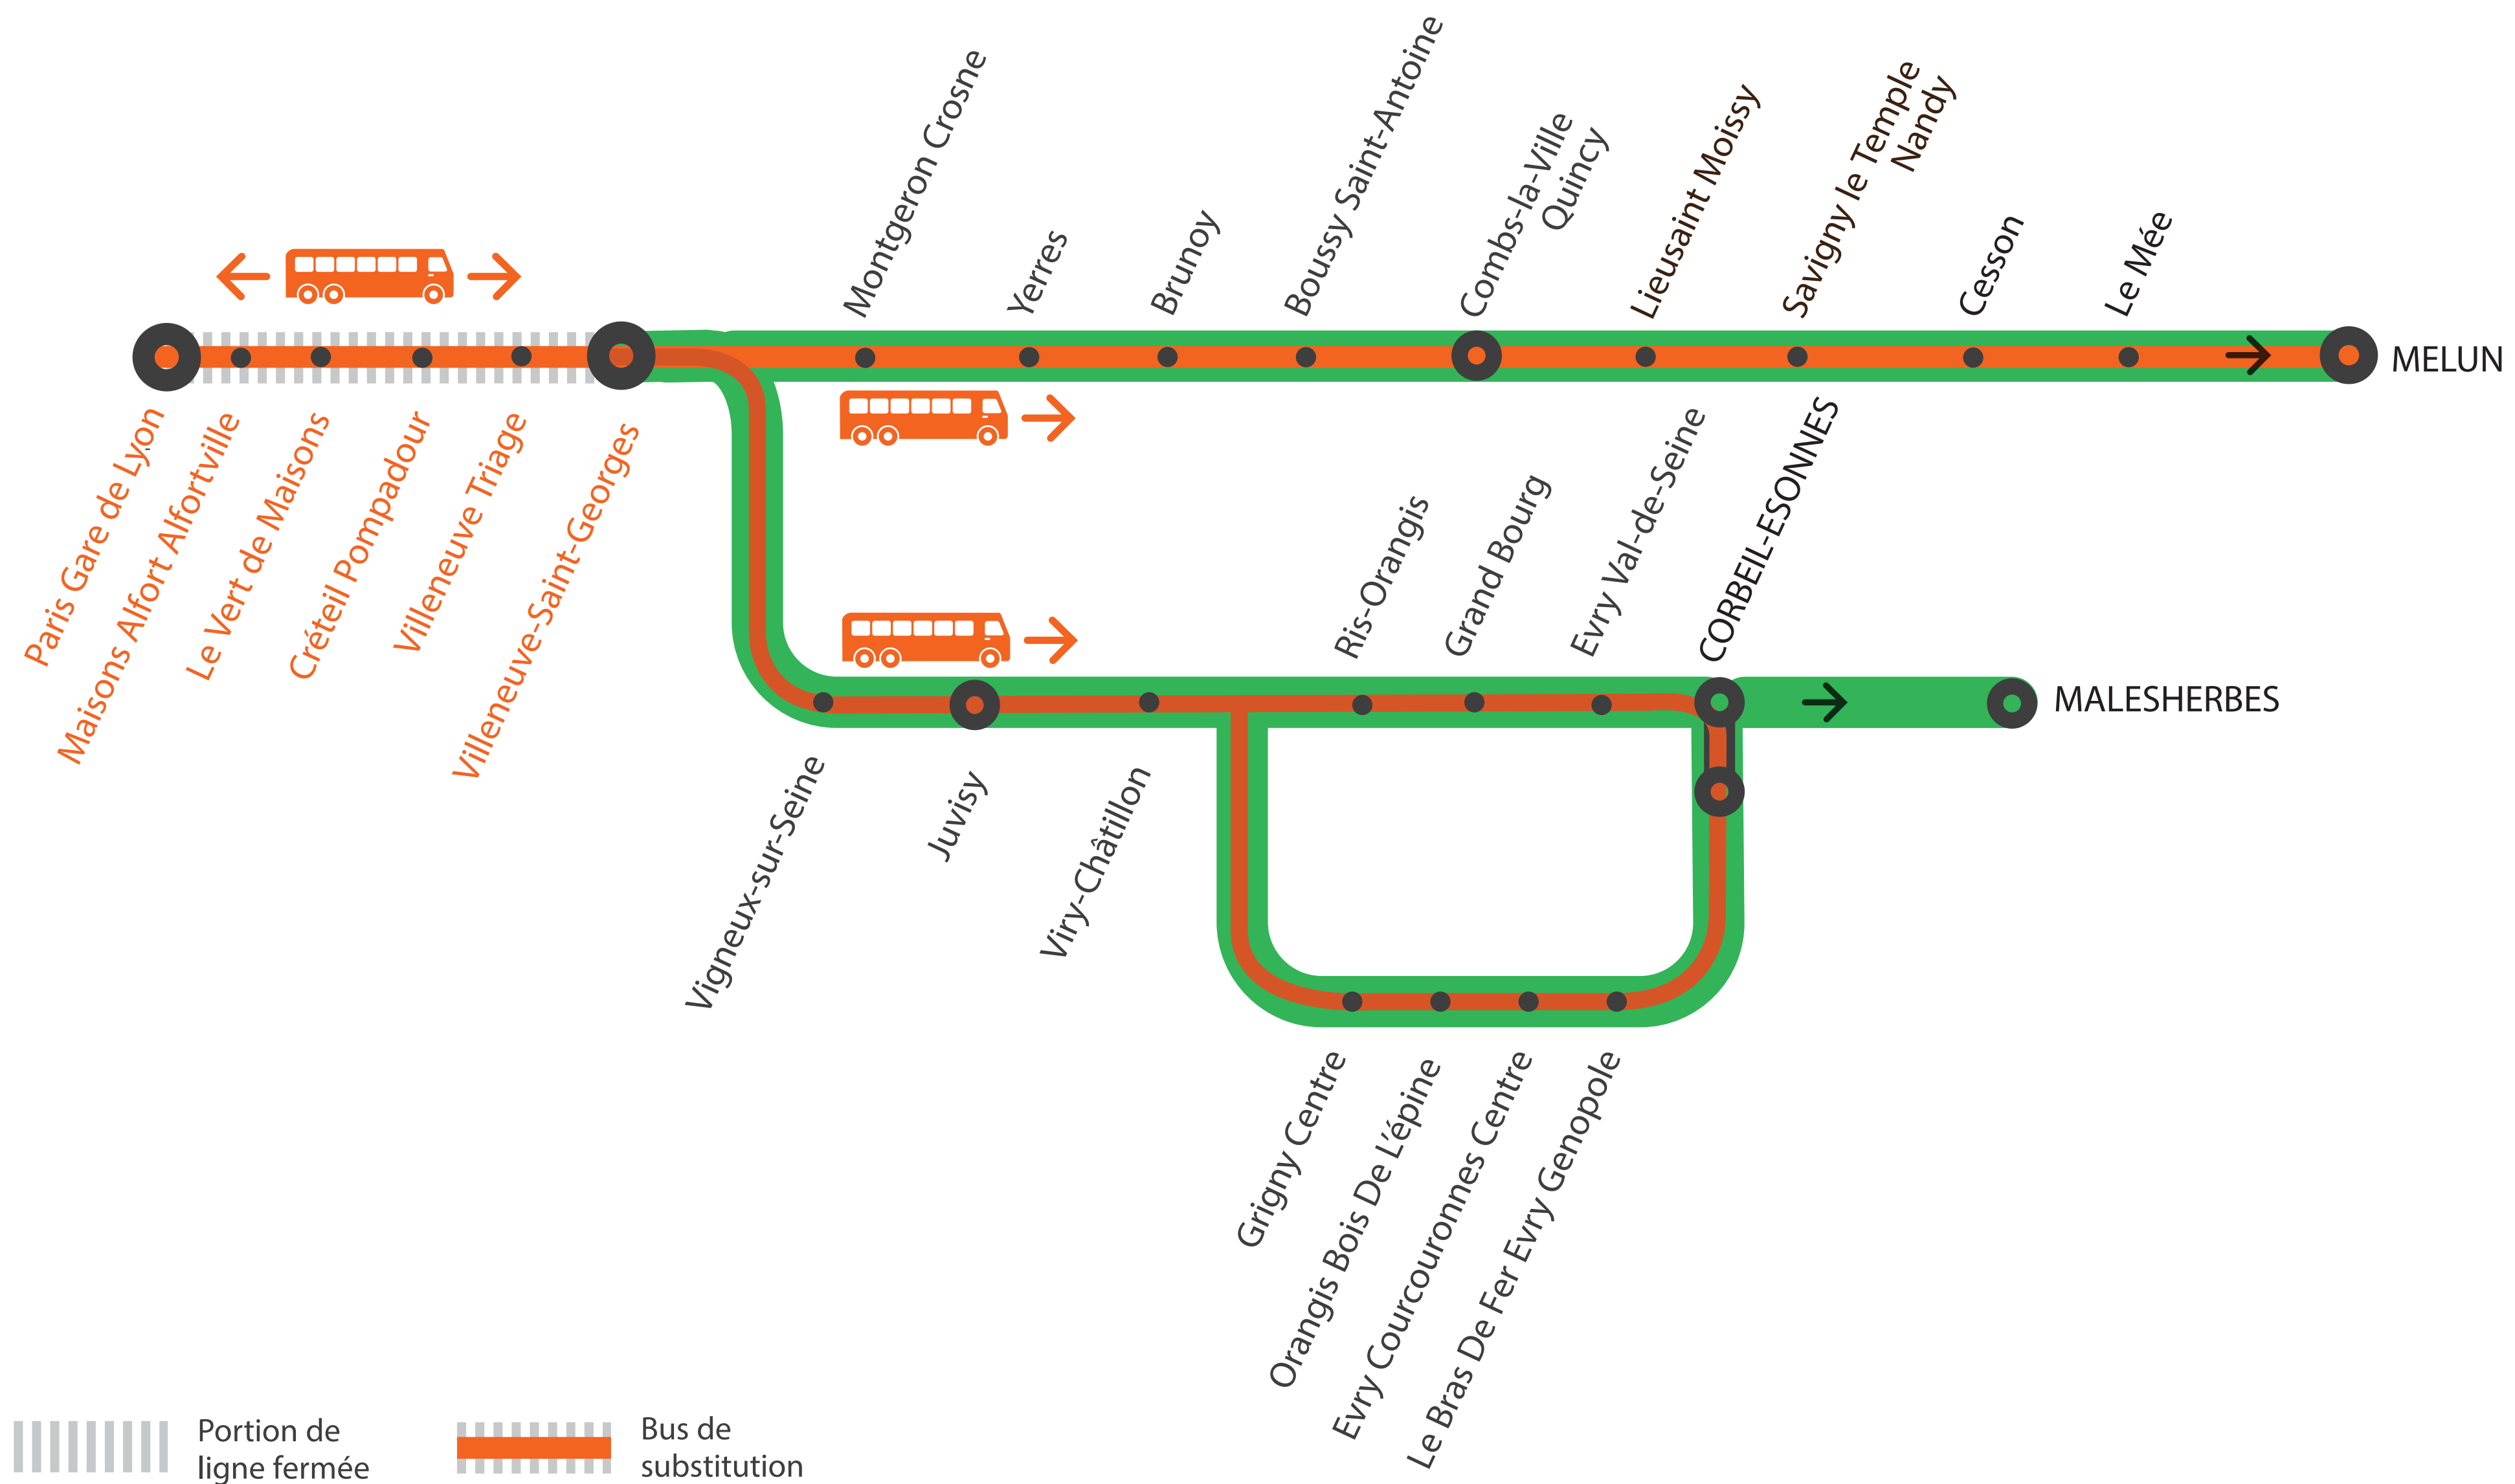 Montgeron Crosne
Yerres
Brunoy
Boussy Saint-Antoine
Combs-la-Ville
Quincy
Lieusaint Moissy
Savigny le Temple
Nandy
Cesson
Le Mée
MELUN
Paris Gare de Lyon
Maisons Alfort Alfortville
Le Vert de Maisons
Créteil Pompadour
Villeneuve Triage
Villeneuve-Saint-Georges
Ris-Orangis
Grand Bourg
Evry Val-de-Seine
CORBEIL-ESONNES
MALESHERBES
Vigneux-sur-Seine
Juvisy
Viry-Châtillon
Grigny Centre
Orangis Bois De L'épine
Evry Courcouronnes Centre
Le Bras De Fer Evry Genopole
Portion de
ligne fermée
Bus de
substitution